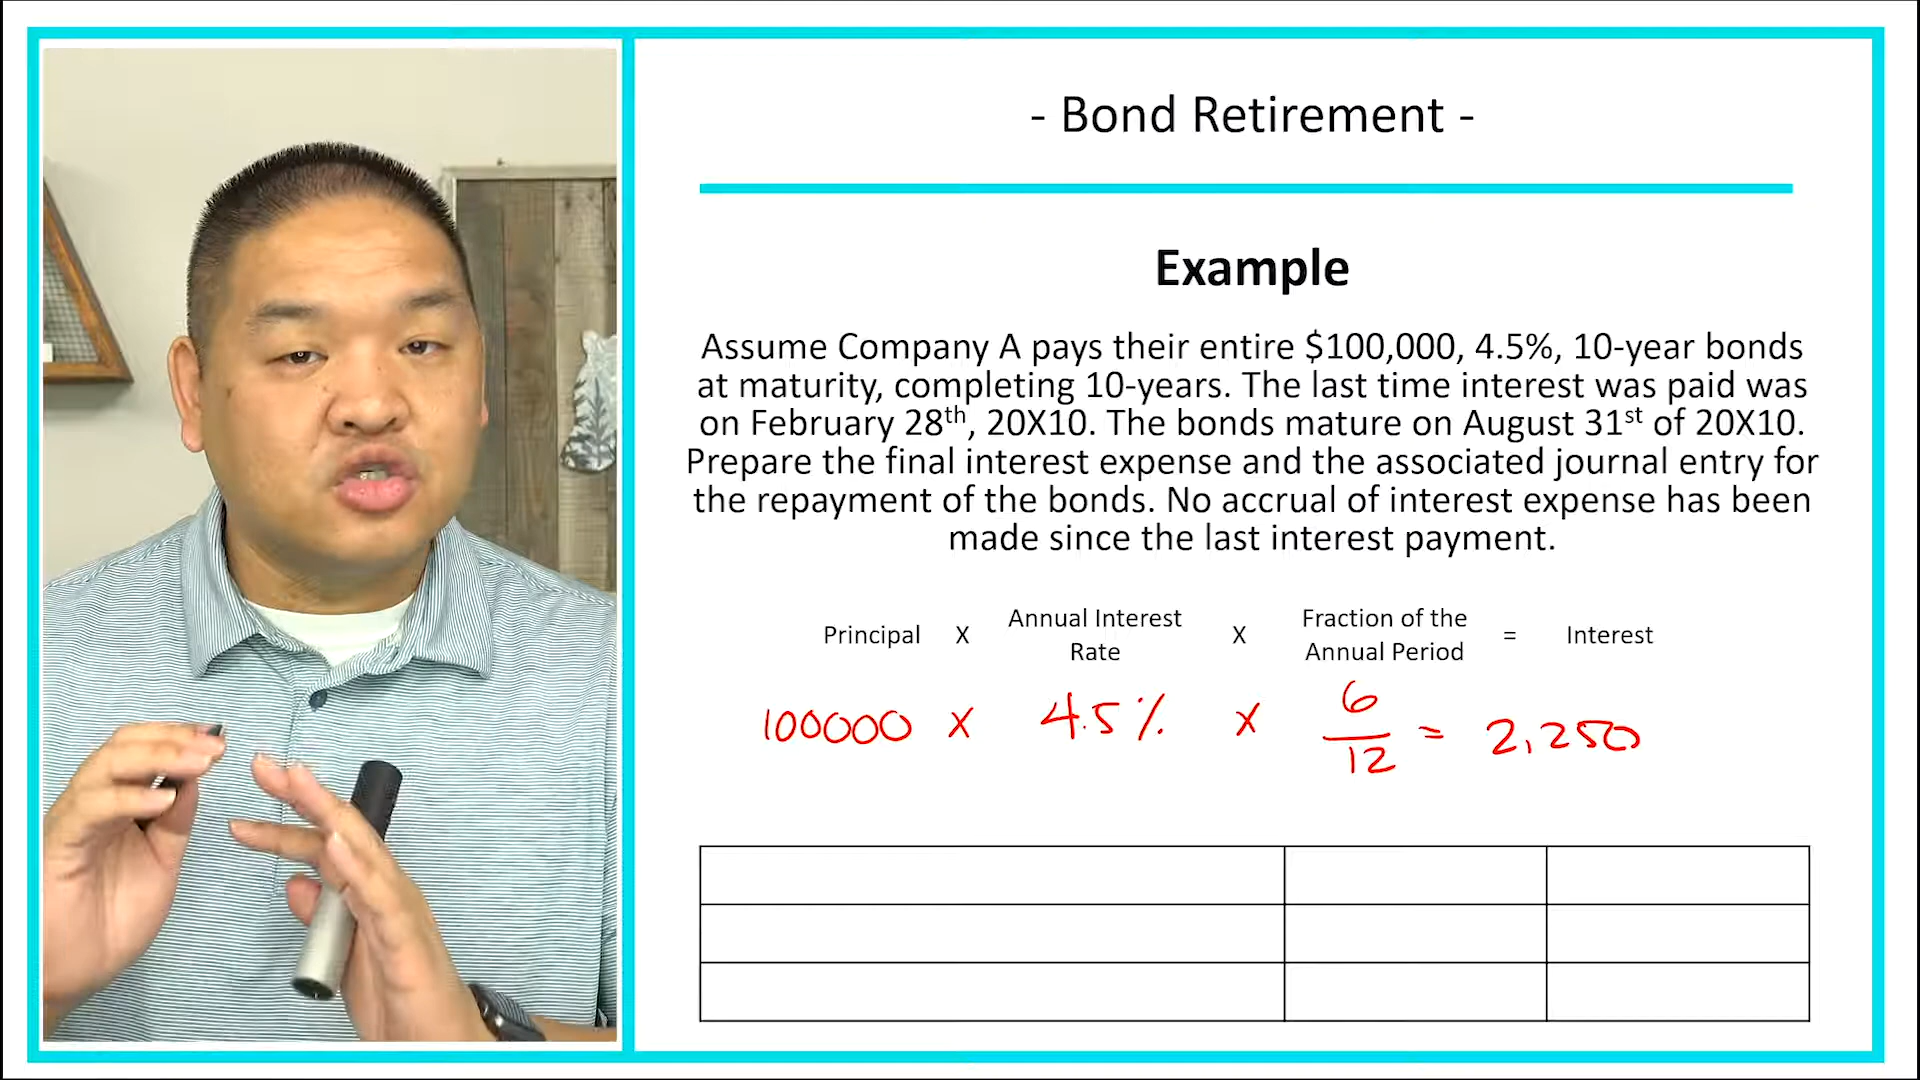 - Bond Retirement -
Example
Assume Company A pays their entire $100,000, 4.5%, 10-year bonds
at maturity, completing 10-years. The last time interest was paid was
on February 28th, 20X10. The bonds mature on August 31st of 20X10.
Prepare the final interest expense and the associated journal entry for
the repayment of the bonds. No accrual of interest expense has been
made since the last interest payment.
Principal X Annual Interest Rate X Fraction of the Annual Period = Interest
100000 x 4.5% x 6/12 = 2,250